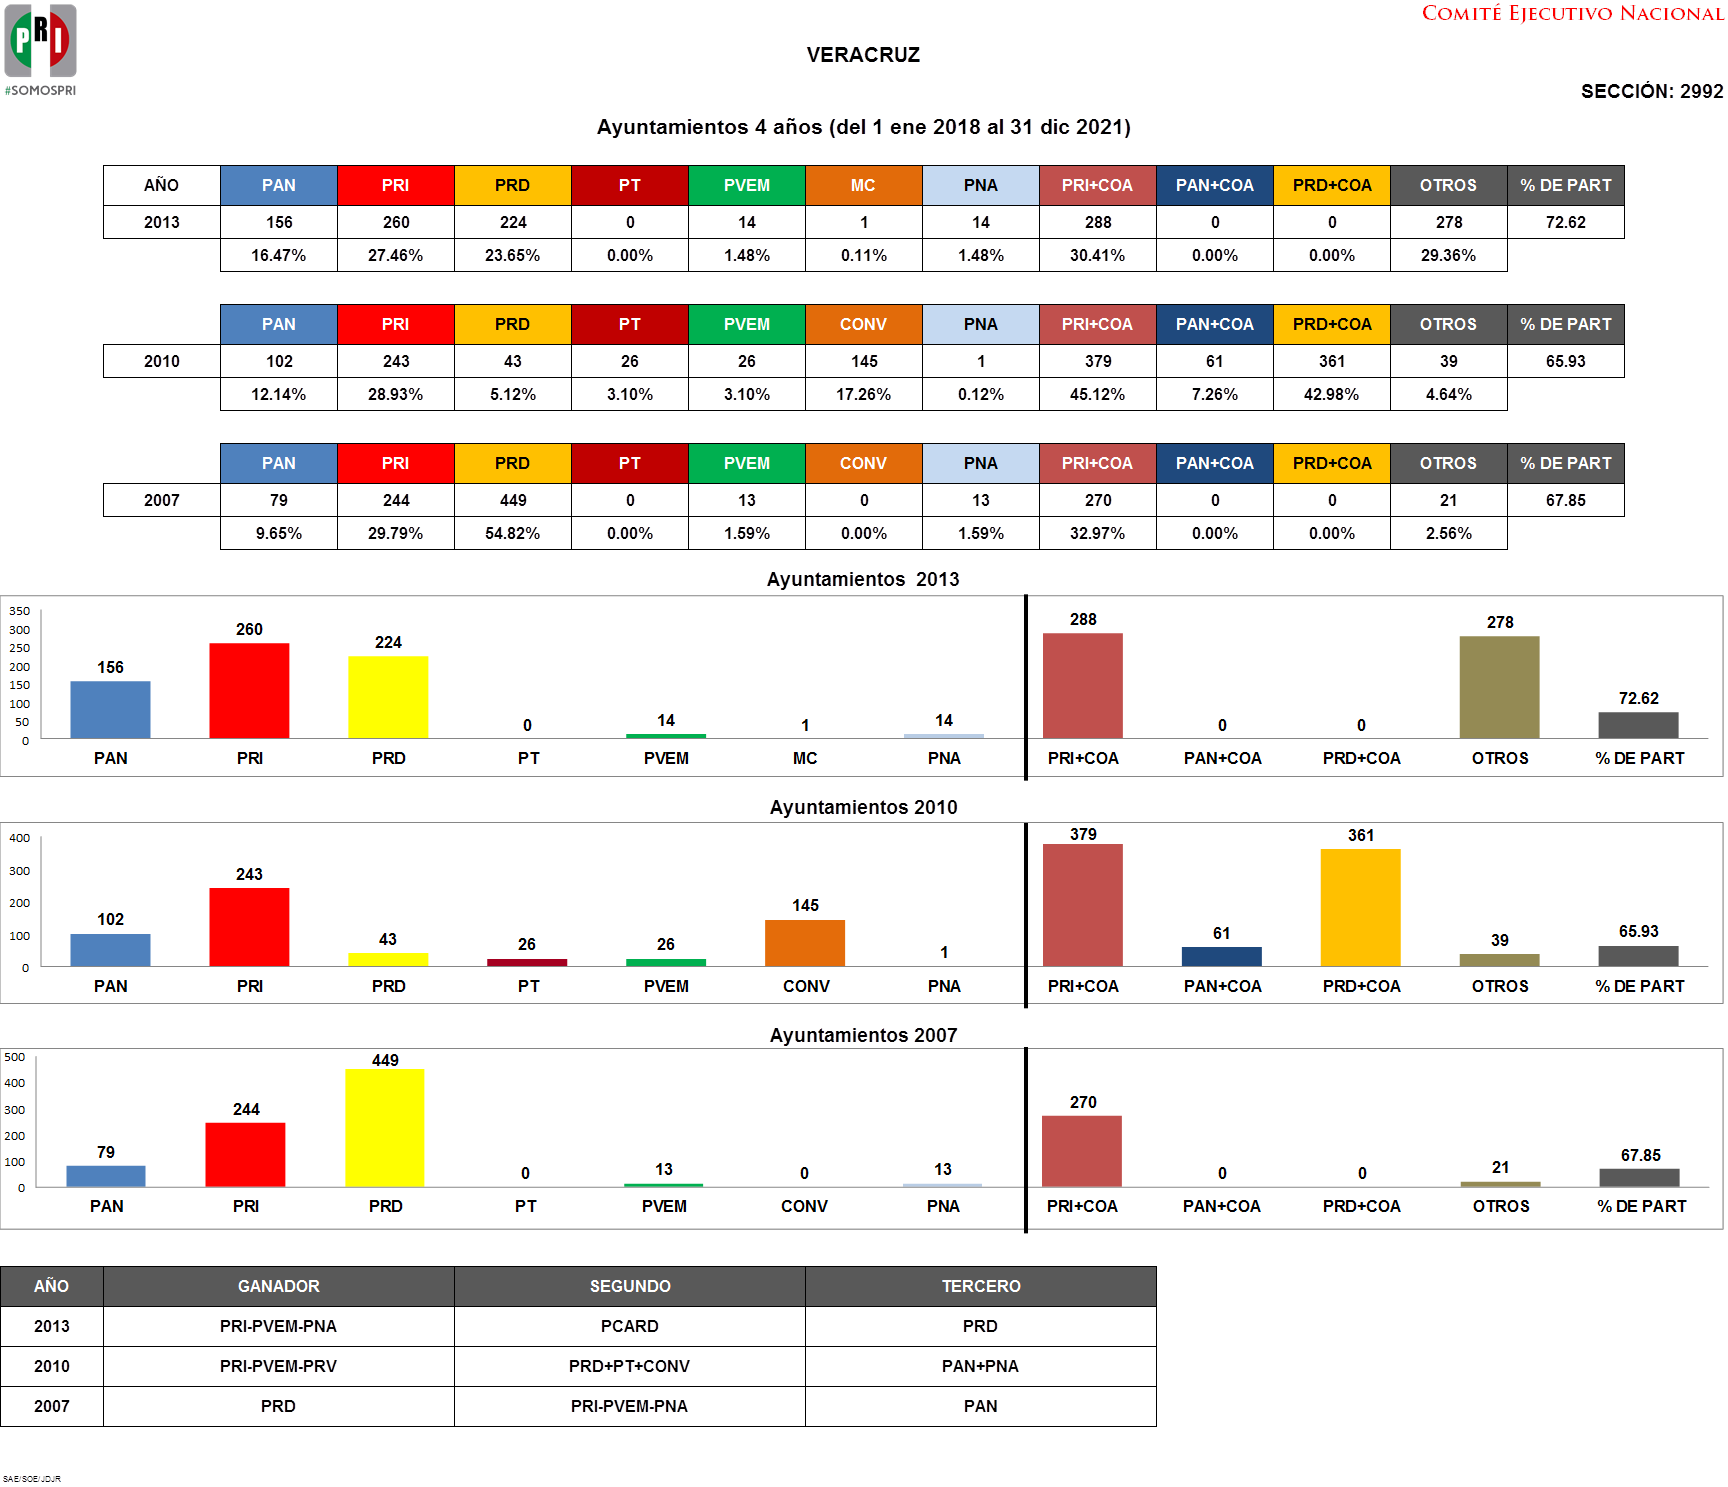 PRI
#SOMOSPRI
COMITÉ EJECUTIVO NACIONAL
VERACRUZ
SECCIÓN: 2992
Ayuntamientos 4 años (del 1 ene 2018 al 31 dic 2021)
AÑO PAN PRI PRD PT PVEM MC PNA PRI+COA PAN+COA PRD+COA OTROS % DE PART
2013 156 260 224 0 14 1 14 288 0 0 278 72.62
16.47% 27.46% 23.65% 0.00% 1.48% 0.11% 1.48% 30.41% 0.00% 0.00% 29.36%
PAN PRI PRD PT PVEM CONV PNA PRI+COA PAN+COA PRD+COA OTROS % DE PART
2010 102 243 43 26 26 145 1 379 61 361 39 65.93
12.14% 28.93% 5.12% 3.10% 3.10% 17.26% 0.12% 45.12% 7.26% 42.98% 4.64%
PAN PRI PRD PT PVEM CONV PNA PRI+COA PAN+COA PRD+COA OTROS % DE PART
2007 79 244 449 0 13 0 13 270 0 0 21 67.85
9.65% 29.79% 54.82% 0.00% 1.59% 0.00% 1.59% 32.97% 0.00% 0.00% 2.56%
Ayuntamientos 2013
350
300
250
200
150
100
50
0
156 260 224 0 14 1 14 288 0 0 278 72.62
PAN PRI PRD PT PVEM MC PNA PRI+COA PAN+COA PRD+COA OTROS % DE PART
Ayuntamientos 2010
400
300
200
100
0
102 243 43 26 26 145 1 379 61 361 39 65.93
PAN PRI PRD PT PVEM CONV PNA PRI+COA PAN+COA PRD+COA OTROS % DE PART
Ayuntamientos 2007
500
400
300
200
100
0
79 244 449 0 13 0 13 270 0 0 21 67.85
PAN PRI PRD PT PVEM CONV PNA PRI+COA PAN+COA PRD+COA OTROS % DE PART
AÑO GANADOR SEGUNDO TERCERO
2013 PRI-PVEM-PNA PCARD PRD
2010 PRI-PVEM-PRV PRD+PT+CONV PAN+PNA
2007 PRD PRI-PVEM-PNA PAN
SAE/SOE/JDJR